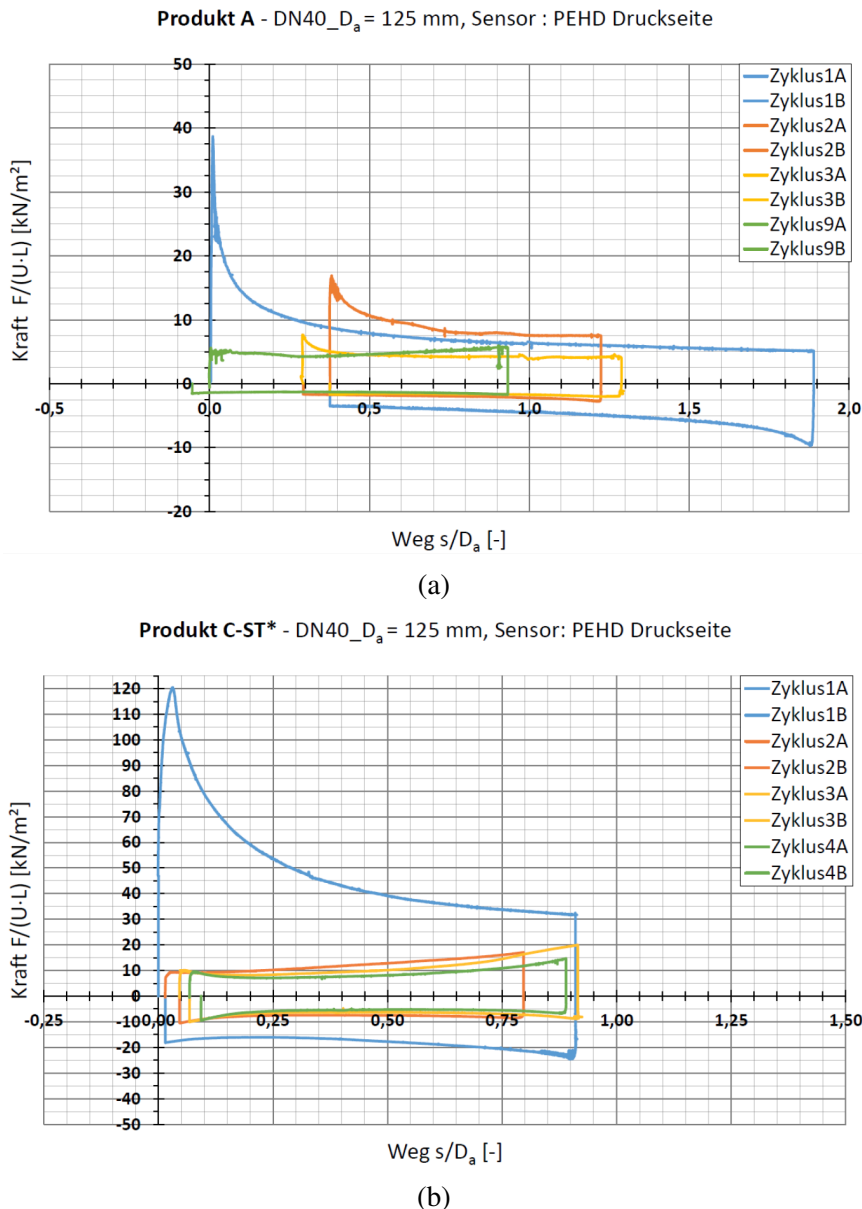 Produkt A - DN40_Da = 125 mm, Sensor : PEHD Druckseite
Kraft F/(U·L) [kN/m²]
50
40
30
20
10
0
-10
-20
-0,5
0,0
0,5
1,0
1,5
2,0
Zyklus1A
Zyklus1B
Zyklus2A
Zyklus2B
Zyklus3A
Zyklus3B
Zyklus9A
Zyklus9B
Weg s/Da [-]
(a)
Produkt C-ST* - DN40_Da = 125 mm, Sensor: PEHD Druckseite
Kraft F/(U·L) [kN/m²]
120
110
100
90
80
70
60
50
40
30
20
10
0
-10
-20
-30
-40
-50
-0,25
0,00
0,25
0,50
0,75
1,00
1,25
1,50
Zyklus1A
Zyklus1B
Zyklus2A
Zyklus2B
Zyklus3A
Zyklus3B
Zyklus4A
Zyklus4B
Weg s/Da [-]
(b)